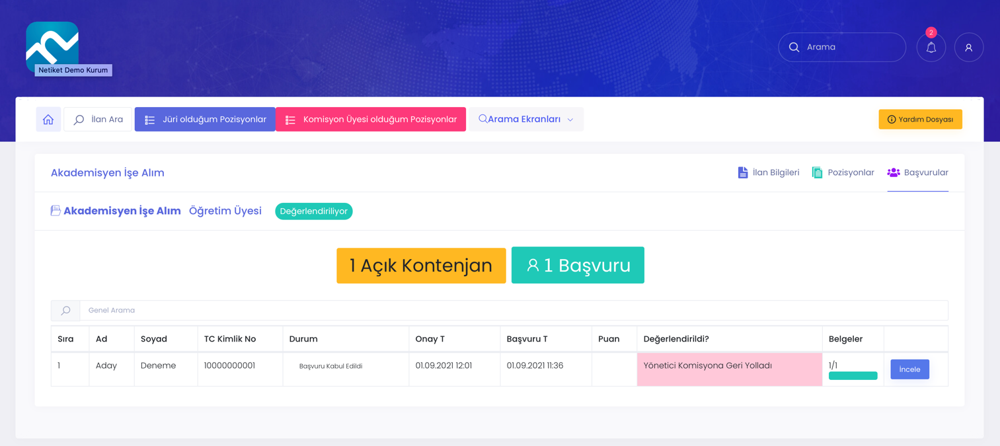 2
Arama
Netiket Demo Kurum
İlan Ara
Jüri olduğum Pozisyonlar
Komisyon Üyesi olduğum Pozisyonlar
Arama Ekranları
Yardım Dosyası
Akademisyen İşe Alım
İlan Bilgileri
Pozisyonlar
Başvurular
Akademisyen İşe Alım Öğretim Üyesi Değerlendiriliyor
1 Açık Kontenjan
1 Başvuru
Genel Arama
Sıra Ad Soyad TC Kimlik No Durum Onay T Başvuru T Puan Değerlendirildi? Belgeler
1 Aday Deneme 10000000001 Başvuru Kabul Edildi 01.09.2021 12:01 01.09.2021 11:36 Yönetici Komisyona Geri Yolladı 1/1 İncele